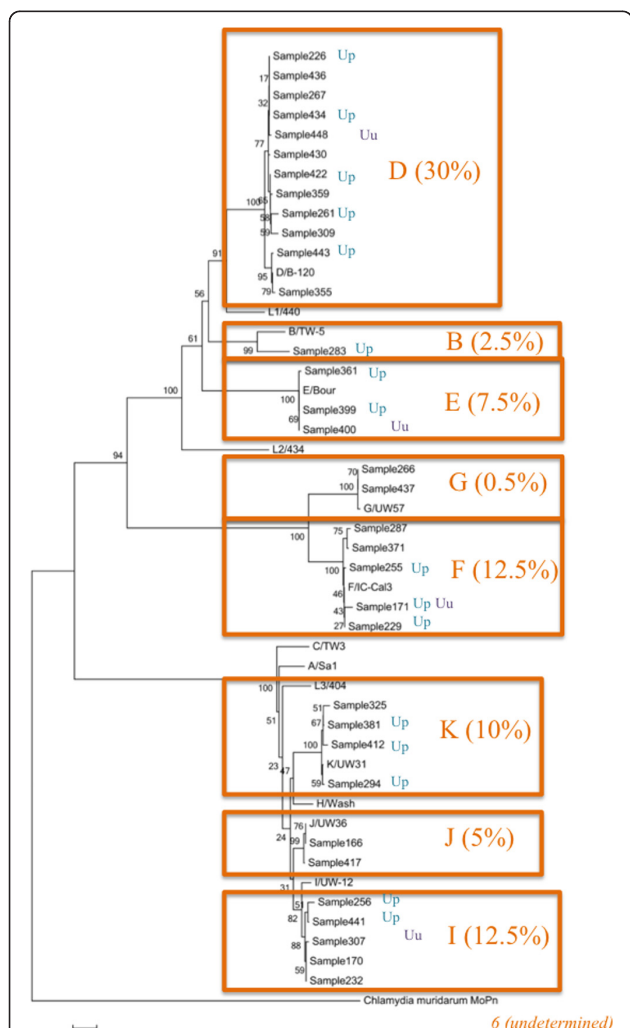 Sample226 Up
17
Sample436
Sample267
32
Sample434 Up
Sample448 Uu
77
Sample430
D (30%)
Sample422 Up
Sample359
100 65
Sample261 Up
58
59 Sample309
Sample443 Up
91
95 D/B-120
79 Sample355
56
L1/440
B/TW-5
B (2.5%)
61
99 Sample283 Up
Sample361 Up
100
E/Bour
100
E (7.5%)
Sample399 Up
69
Sample400 Uu
94
L2/434
70 Sample266
G (0.5%)
100 Sample437
G/UW57
100
75 Sample287
Sample371
100 Sample255 Up
F (12.5%)
46 F/IC-Cal3
43 Sample171 Up Uu
27 Sample229 Up
C/TW3
A/Sa1
100
L3/404
51
51 Sample325
67 Sample381 Up
K (10%)
100 Sample412 Up
23 47
K/UW31
59 Sample294 Up
H/Wash
76 J/UW36
24 99
Sample166
J (5%)
Sample417
31
I/UW-12
51 Sample256 Up
82
Sample441 Up
88 Sample307 Uu
I (12.5%)
Sample170
59
Sample232
Chlamydia muridarum MoPn
6 (undetermined)